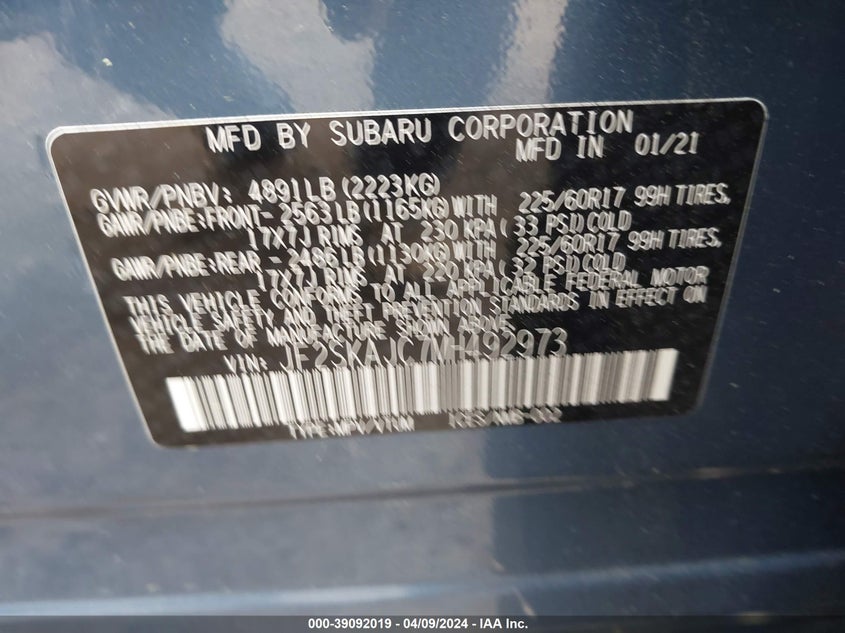 MFD BY SUBARU CORPORATION
MFD IN 01/21
GVWR/PNBV: 4891LB(2223KG)
GAWR/PNBE:FRONT-2563LB(1165KG)WITH 225/60R17 99H TIRES,
17X7J RIMS AT 230 KPA(33 PSI)COLD
GAWR/PNBE:REAR -2486LB(1130KG)WITH 225/60R17 99H TIRES,
17X7J RIMS AT 220 KPA(32 PSI)COLD
THIS VEHICLE CONFORMS TO ALL APPLICABLE FEDERAL MOTOR
VEHICLE SAFETY AND THEFT PREVENTION STANDARDS IN EFFECT ON
THE DATE OF MANUFACTURE SHOWN ABOVE.
VIN: JF2SKAJC7MH492973
TYPE:MPV/VTUM
000-39092019 - 04/09/2024 - IAA Inc.